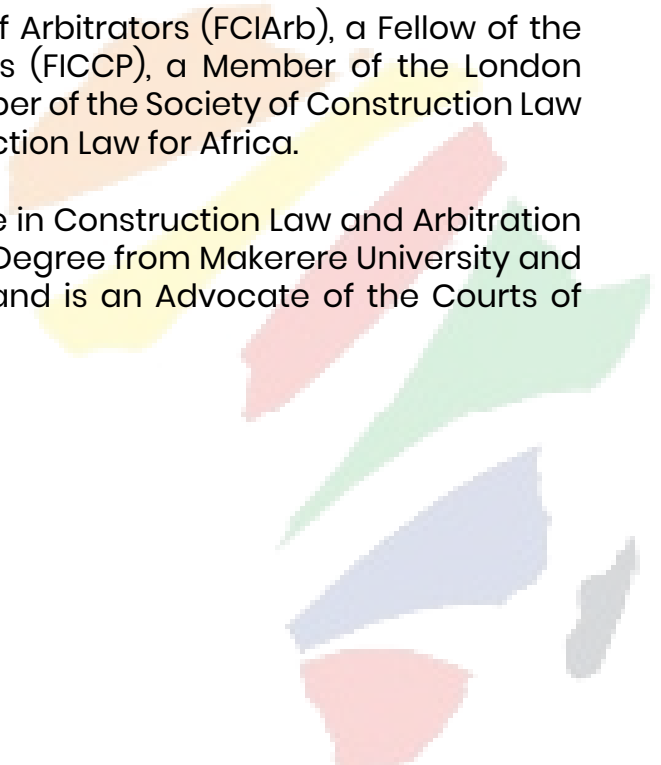 f Arbitrators (FCIArb), a Fellow of the
s (FICCP), a Member of the London
ber of the Society of Construction Law
ction Law for Africa.
e in Construction Law and Arbitration
Degree from Makerere University and
and is an Advocate of the Courts of